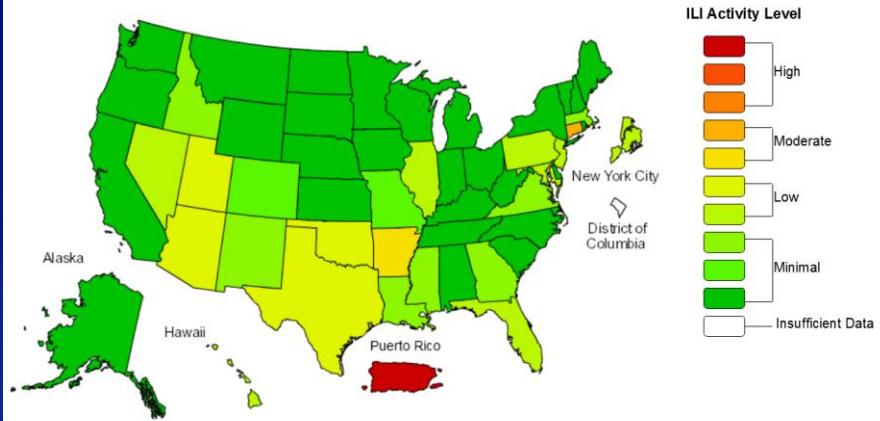 ILI Activity Level
High
Moderate
Low
Minimal
Insufficient Data
New York City
District of
Columbia
Alaska
Hawaii
Puerto Rico